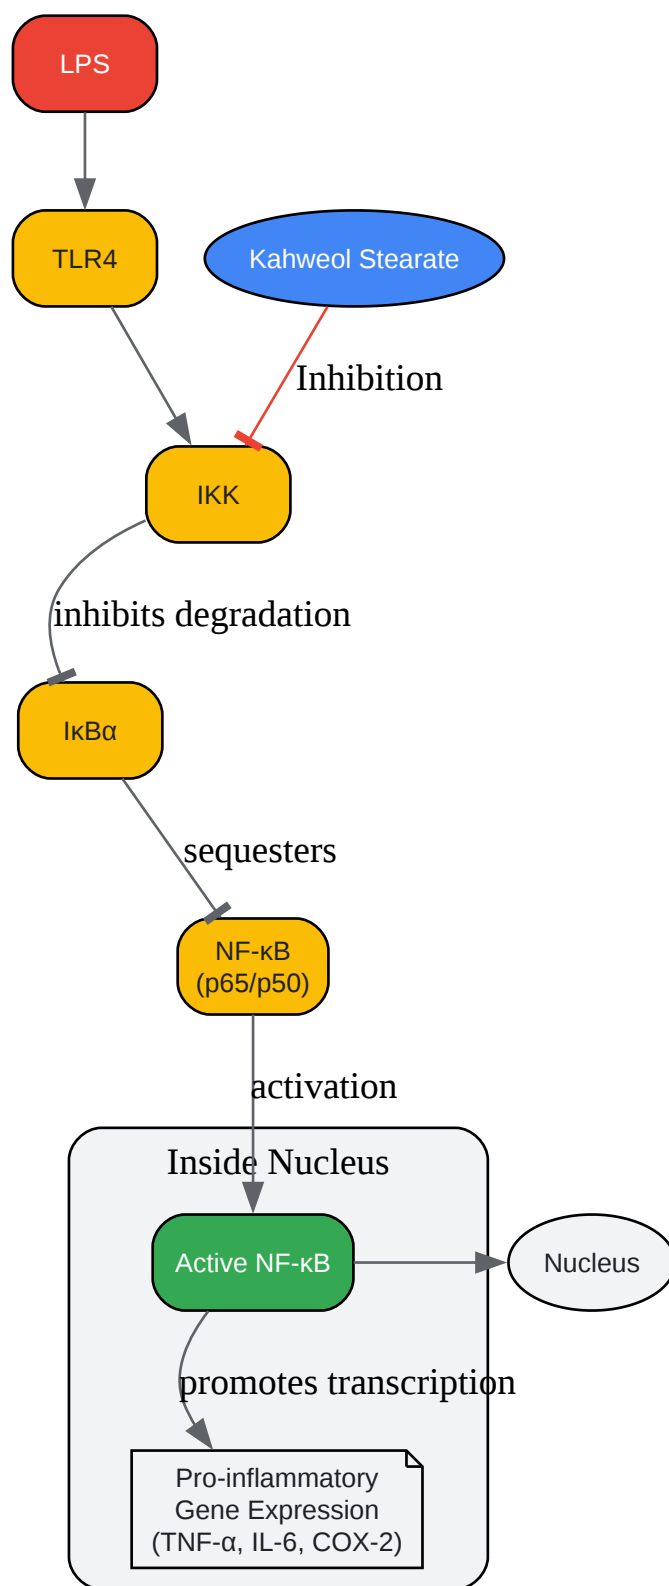 LPS
TLR4
Kahweol Stearate
Inhibition
IKK
inhibits degradation
IκBα
sequesters
NF-κB
(p65/p50)
activation
Inside Nucleus
Active NF-κB
Nucleus
promotes transcription
Pro-inflammatory
Gene Expression
(TNF-α, IL-6, COX-2)